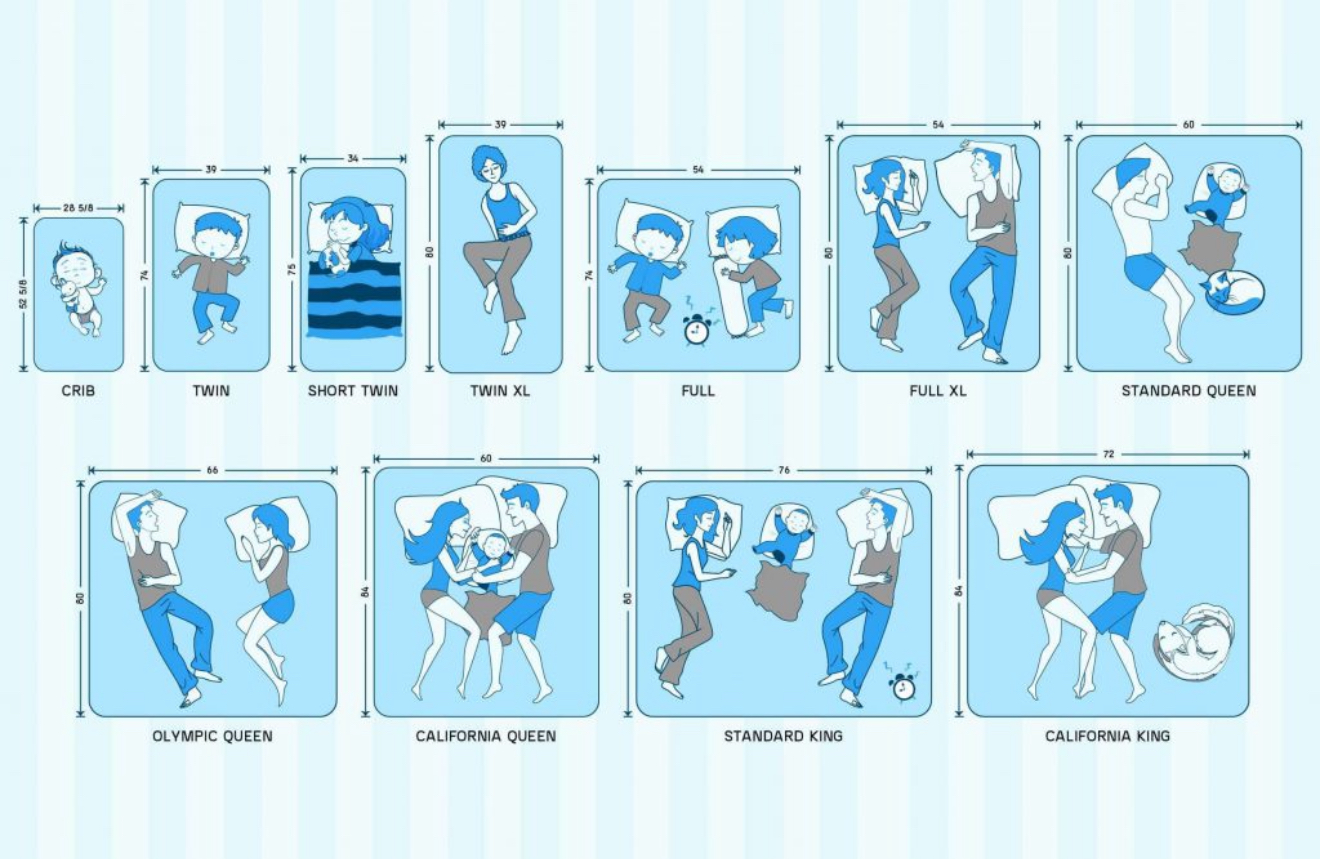 28 5/8
52 5/8
CRIB
39
74
TWIN
34
75
SHORT TWIN
39
80
TWIN XL
54
74
FULL
54
80
FULL XL
60
80
STANDARD QUEEN
66
80
OLYMPIC QUEEN
60
84
CALIFORNIA QUEEN
76
80
STANDARD KING
72
84
CALIFORNIA KING